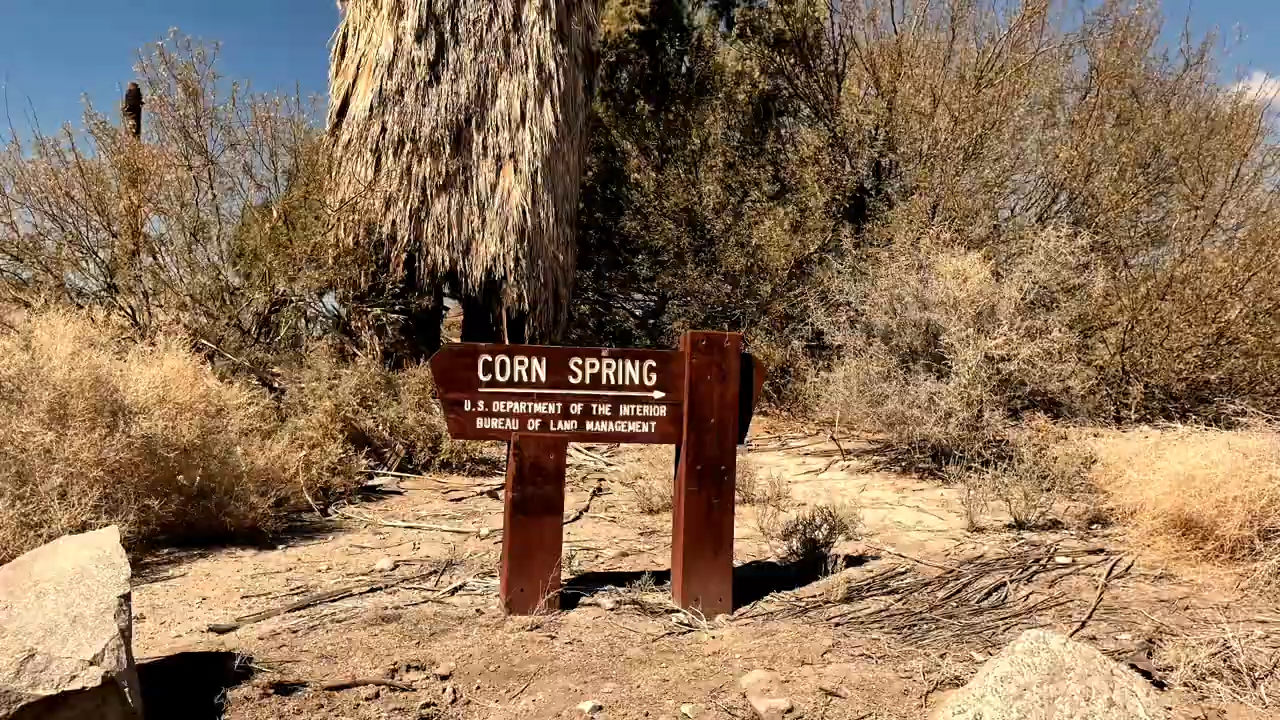 CORN SPRING
U.S. DEPARTMENT OF THE INTERIOR
BUREAU OF LAND MANAGEMENT